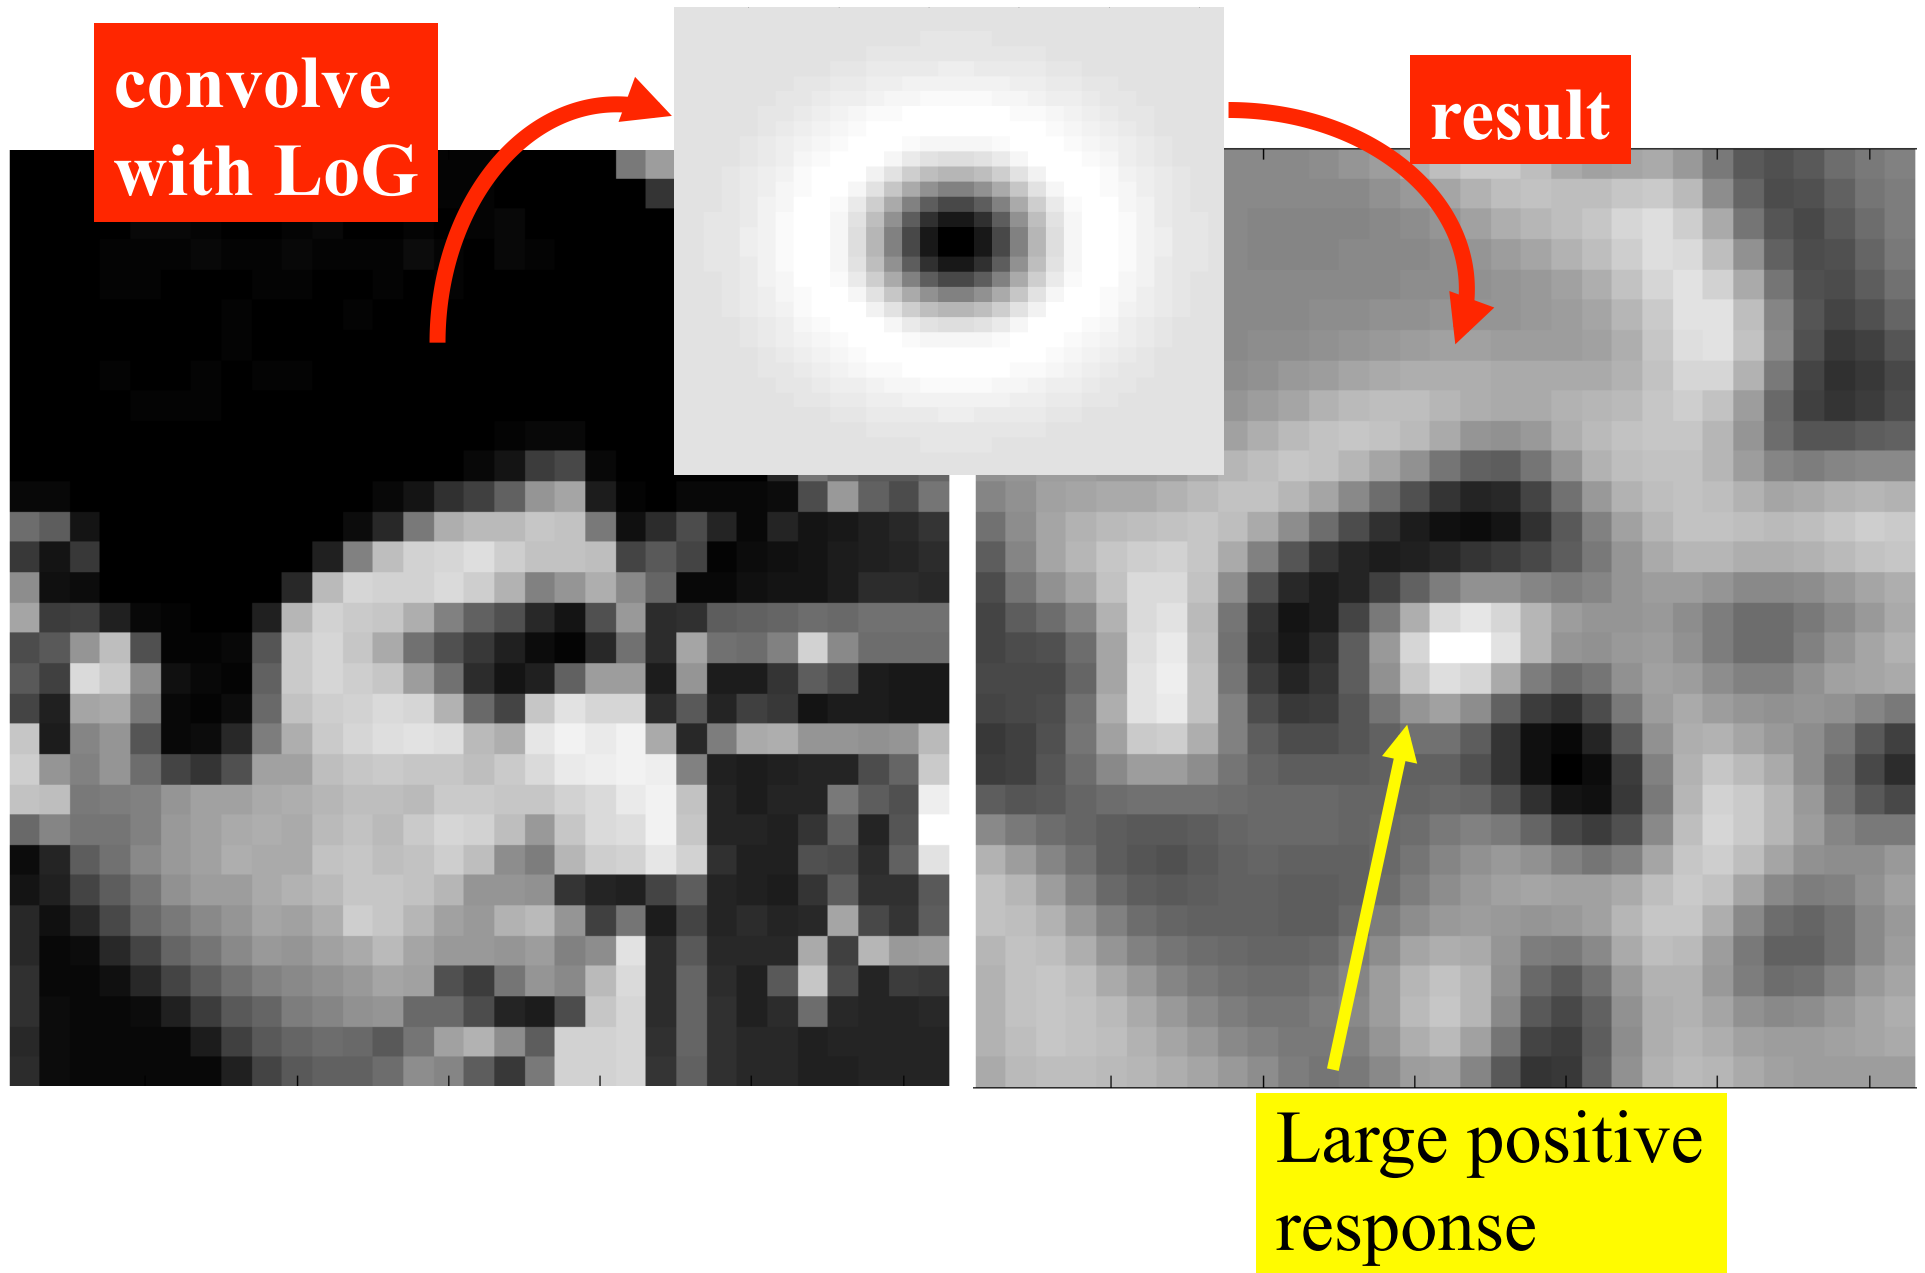 convolve
with LoG
result
Large positive
response